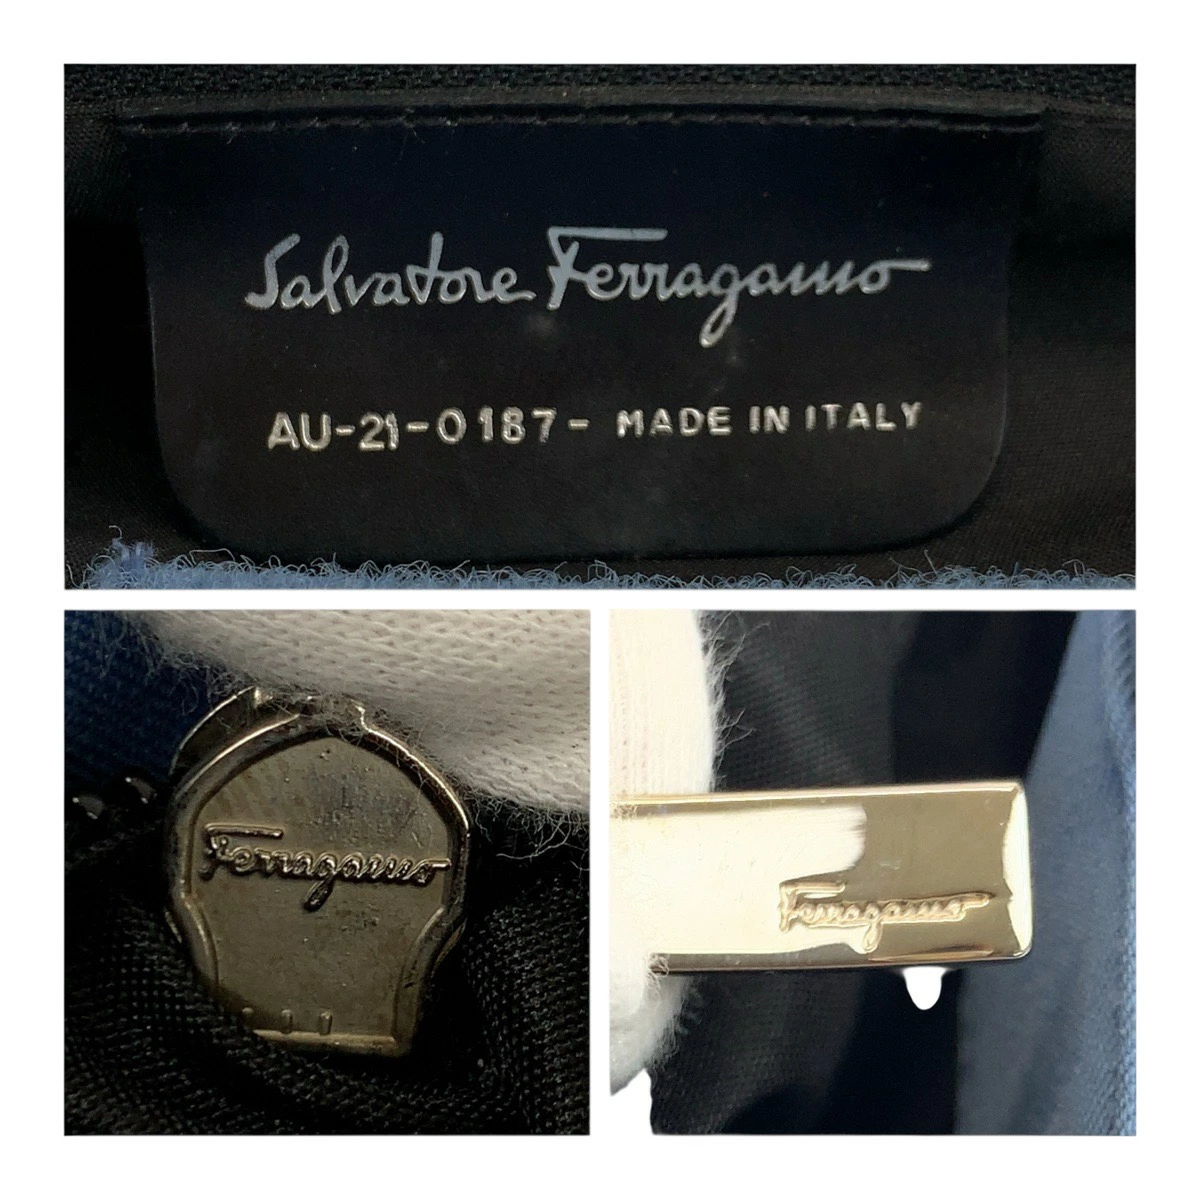 Salvatore Ferragamo
AU-21-0187- MADE IN ITALY
Ferragamo
Ferragamo